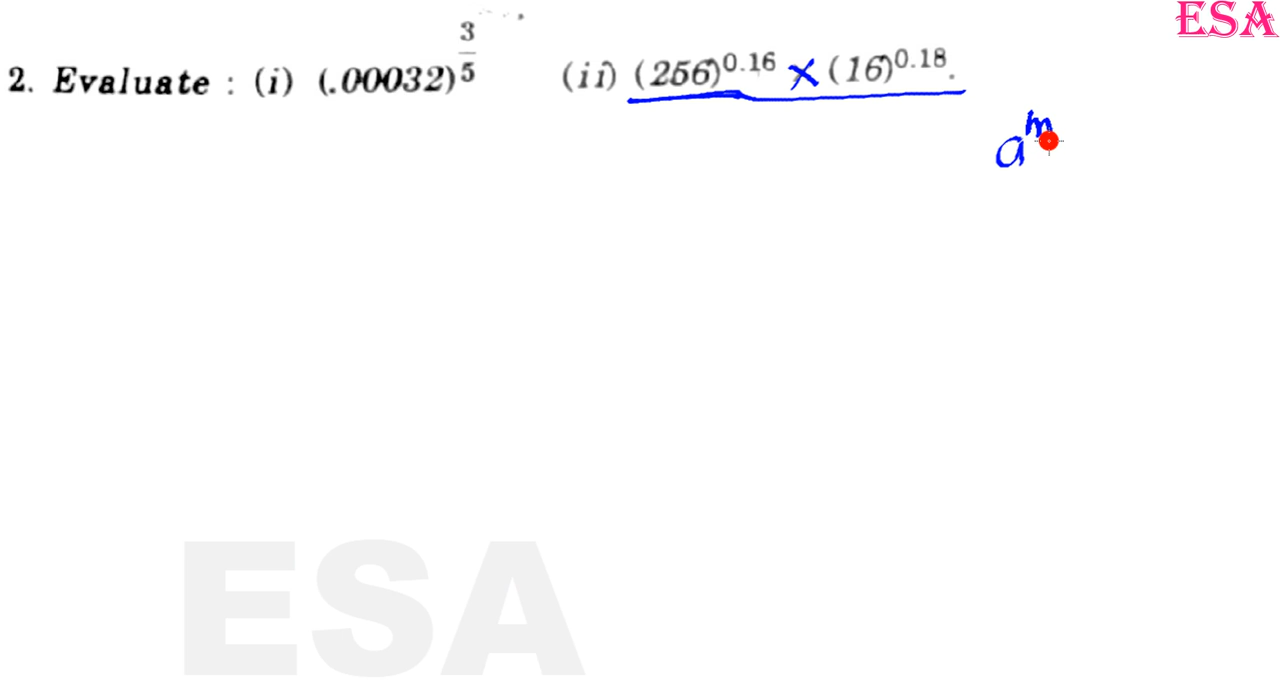 ESA
2. Evaluate : (i) (.00032)^{3/5} (ii) (256)^{0.16} × (16)^{0.18}.
a^m
ESA